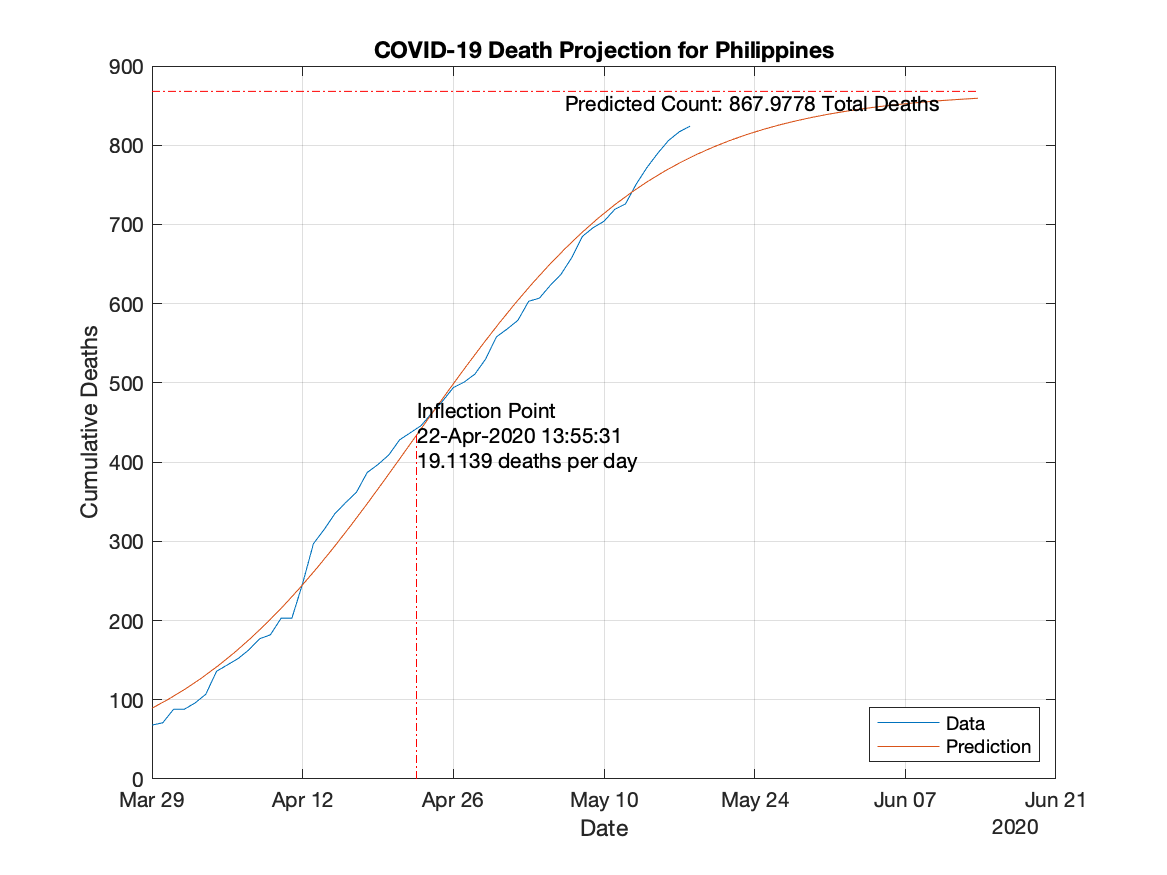 COVID-19 Death Projection for Philippines
900
Predicted Count: 867.9778 Total Deaths
800
700
600
500
Inflection Point
22-Apr-2020 13:55:31
19.1139 deaths per day
400
300
200
100
0
Cumulative Deaths
Data
Prediction
Mar 29 Apr 12 Apr 26 May 10 May 24 Jun 07 Jun 21
Date
2020